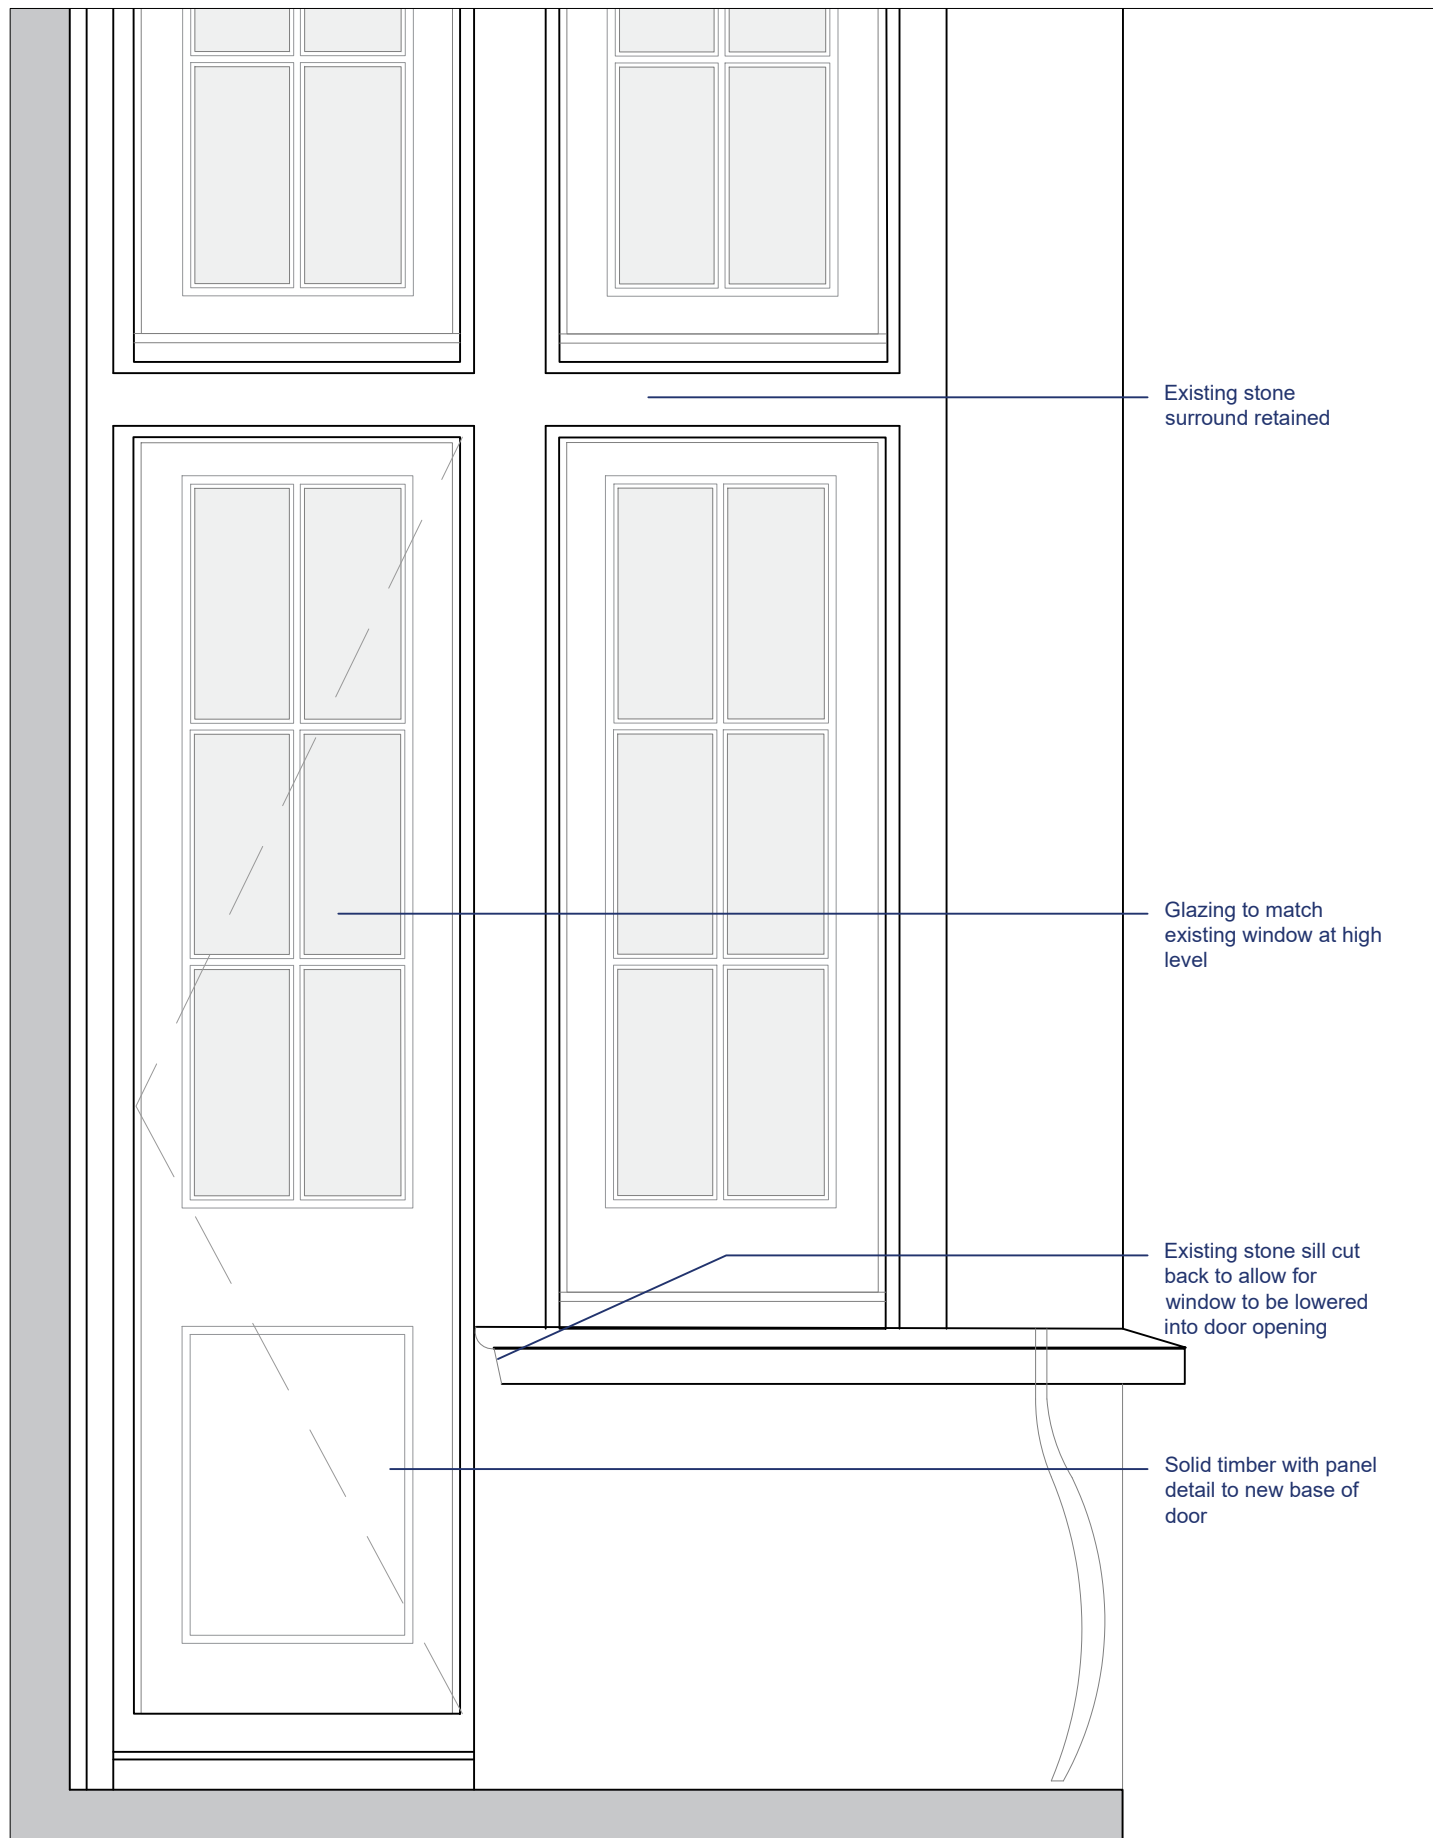 Existing stone
surround retained
Glazing to match
existing window at high
level
Existing stone sill cut
back to allow for
window to be lowered
into door opening
Solid timber with panel
detail to new base of
door